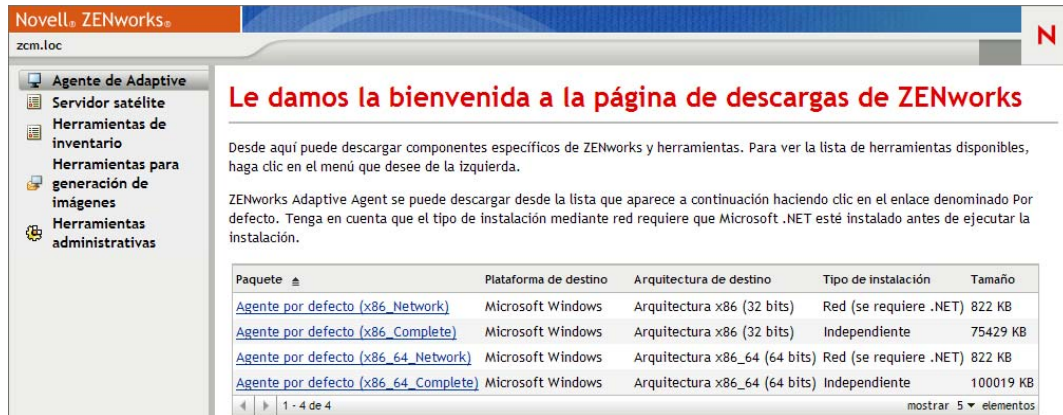 Novell® ZENworks®
zcm.loc
N
Agente de Adaptive
Servidor satélite
Herramientas de
inventario
Herramientas para
generación de
imágenes
Herramientas
administrativas
Le damos la bienvenida a la página de descargas de ZENworks
Desde aquí puede descargar componentes específicos de ZENworks y herramientas. Para ver la lista de herramientas disponibles,
haga clic en el menú que desee de la izquierda.
ZENworks Adaptive Agent se puede descargar desde la lista que aparece a continuación haciendo clic en el enlace denominado Por
defecto. Tenga en cuenta que el tipo de instalación mediante red requiere que Microsoft .NET esté instalado antes de ejecutar la
instalación.
Paquete Plataforma de destino Arquitectura de destino Tipo de instalación Tamaño
Agente por defecto (x86_Network) Microsoft Windows Arquitectura x86 (32 bits) Red (se requiere .NET) 822 KB
Agente por defecto (x86_Complete) Microsoft Windows Arquitectura x86 (32 bits) Independiente 75429 KB
Agente por defecto (x86_64_Network) Microsoft Windows Arquitectura x86_64 (64 bits) Red (se requiere .NET) 822 KB
Agente por defecto (x86_64_Complete) Microsoft Windows Arquitectura x86_64 (64 bits) Independiente 100019 KB
1 - 4 de 4 mostrar 5 elementos